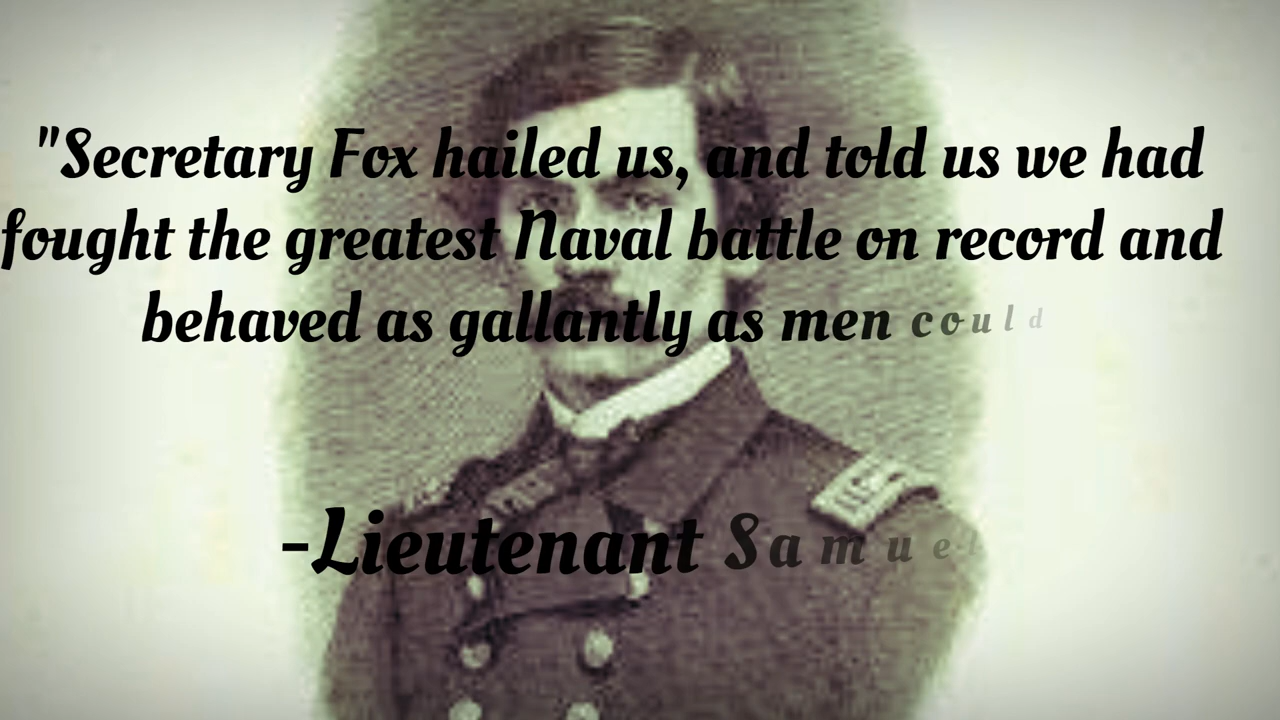 "Secretary Fox hailed us, and told us we had
fought the greatest Naval battle on record and
behaved as gallantly as men could
-Lieutenant Samuel